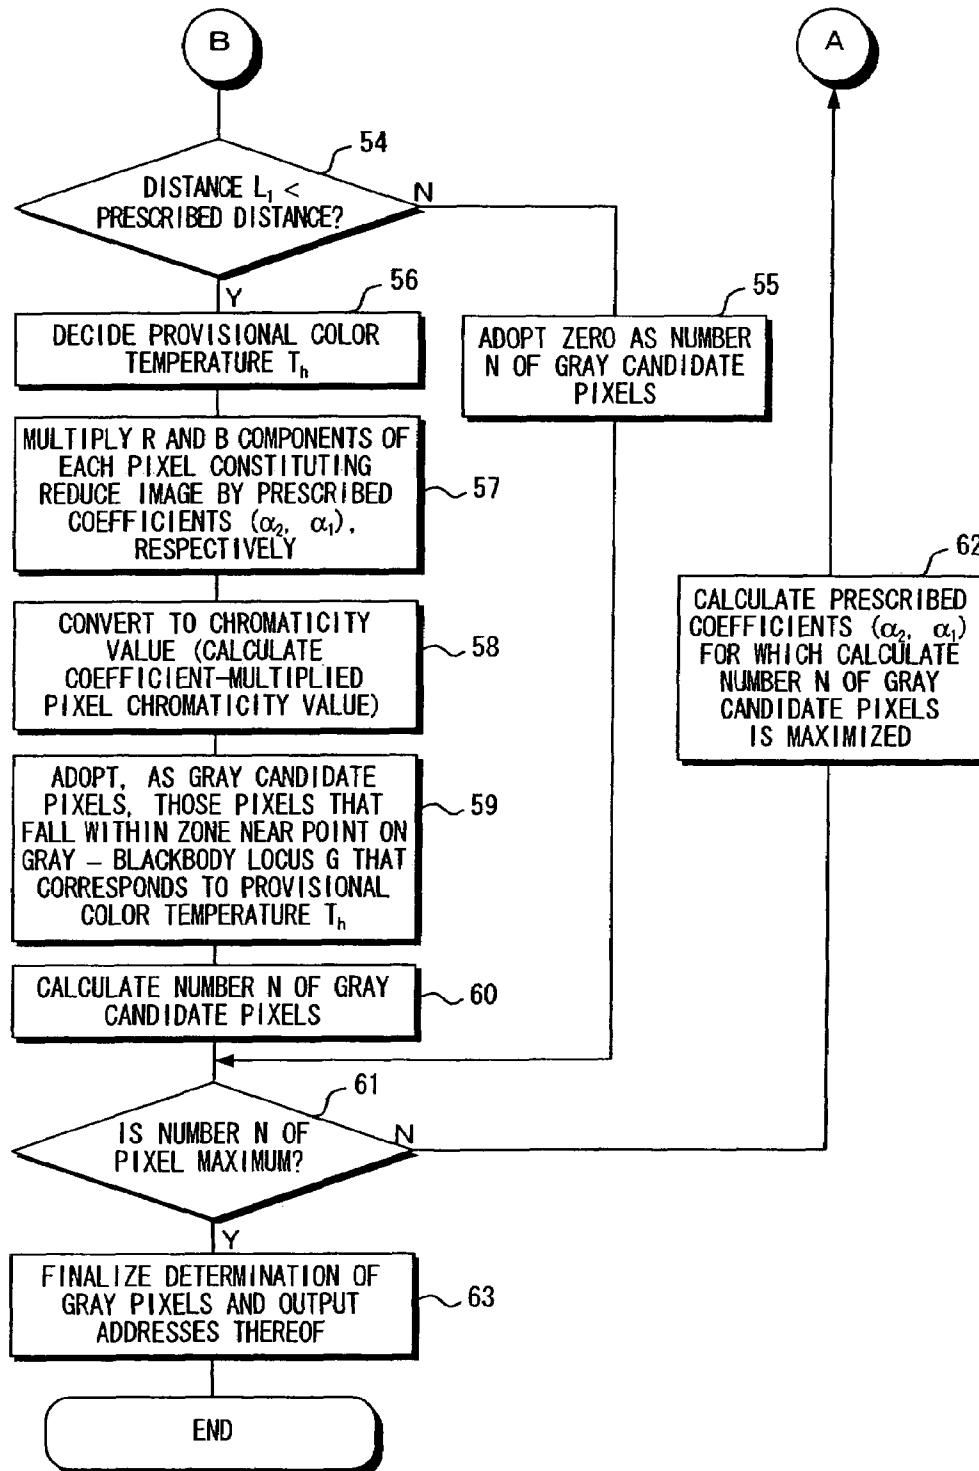 B
A
54
DISTANCE L1 <
PRESCRIBED DISTANCE?
N
Y
56
DECIDE PROVISIONAL COLOR
TEMPERATURE Th
55
ADOPT ZERO AS NUMBER
N OF GRAY CANDIDATE
PIXELS
MULTIPLY R AND B COMPONENTS OF
EACH PIXEL CONSTITUTING
REDUCE IMAGE BY PRESCRIBED
COEFFICIENTS (α2, α1),
RESPECTIVELY
57
62
CALCULATE PRESCRIBED
COEFFICIENTS (α2, α1)
FOR WHICH CALCULATE
NUMBER N OF GRAY
CANDIDATE PIXELS
IS MAXIMIZED
CONVERT TO CHROMATICITY
VALUE (CALCULATE
COEFFICIENT-MULTIPLIED
PIXEL CHROMATICITY VALUE)
58
ADOPT, AS GRAY CANDIDATE
PIXELS, THOSE PIXELS THAT
FALL WITHIN ZONE NEAR POINT ON
GRAY – BLACKBODY LOCUS G THAT
CORRESPONDS TO PROVISIONAL
COLOR TEMPERATURE Th
59
CALCULATE NUMBER N OF GRAY
CANDIDATE PIXELS
60
61
IS NUMBER N OF
PIXEL MAXIMUM?
N
Y
FINALIZE DETERMINATION OF
GRAY PIXELS AND OUTPUT
ADDRESSES THEREOF
63
END